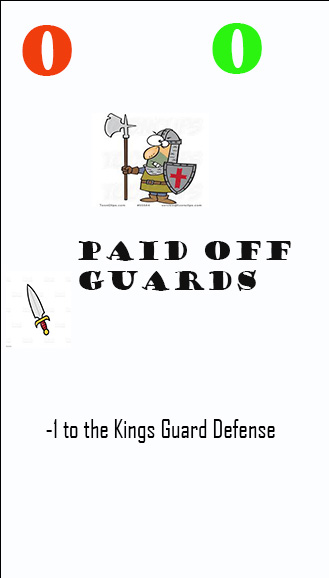 0 0
PAID OFF
GUARDS
-1 to the Kings Guard Defense